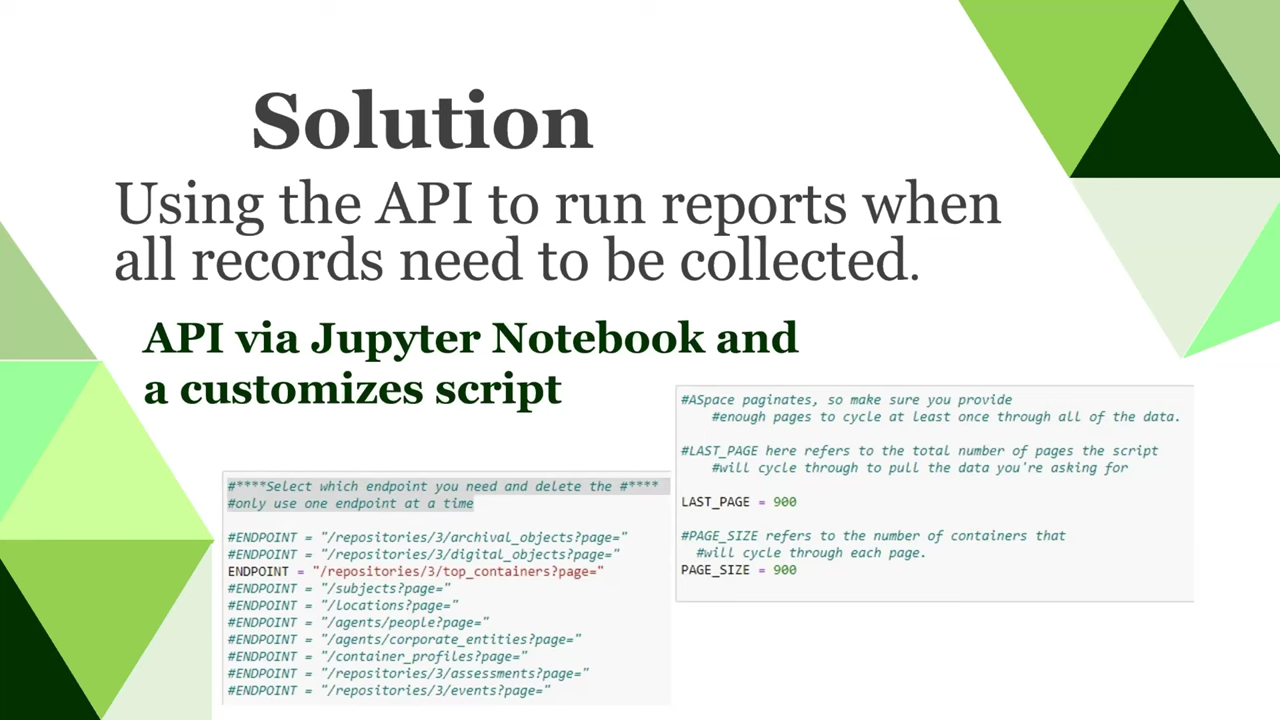 Solution
Using the API to run reports when
all records need to be collected.
API via Jupyter Notebook and
a customizes script
#****Select which endpoint you need and delete the #****
#only use one endpoint at a time
#ENDPOINT = "/repositories/3/archival_objects?page="
#ENDPOINT = "/repositories/3/digital_objects?page="
ENDPOINT = "/repositories/3/top_containers?page="
#ENDPOINT = "/subjects?page="
#ENDPOINT = "/locations?page="
#ENDPOINT = "/agents/people?page="
#ENDPOINT = "/agents/corporate_entities?page="
#ENDPOINT = "/container_profiles?page="
#ENDPOINT = "/repositories/3/assessments?page="
#ENDPOINT = "/repositories/3/events?page="
#ASpace paginates, so make sure you provide
#enough pages to cycle at least once through all of the data.
#LAST_PAGE here refers to the total number of pages the script
#will cycle through to pull the data you're asking for
LAST_PAGE = 900
#PAGE_SIZE refers to the number of containers that
#will cycle through each page.
PAGE_SIZE = 900